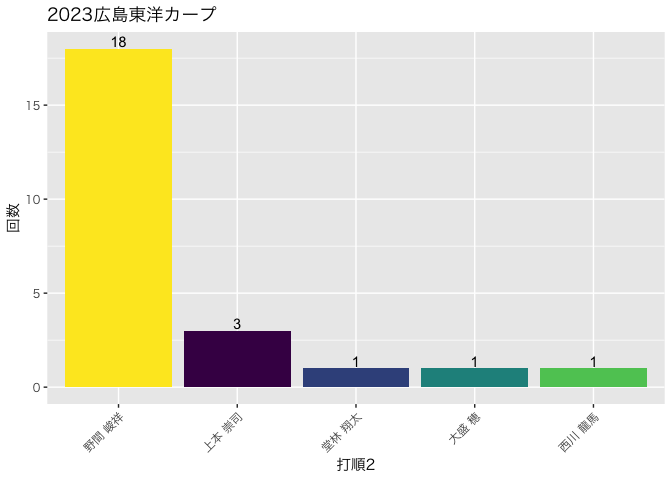 2023広島東洋カープ
回数
15
10
5
0
18
3
1
1
1
野間 峻祥
上本 崇司
堂林 翔太
大盛 穂
西川 龍馬
打順2